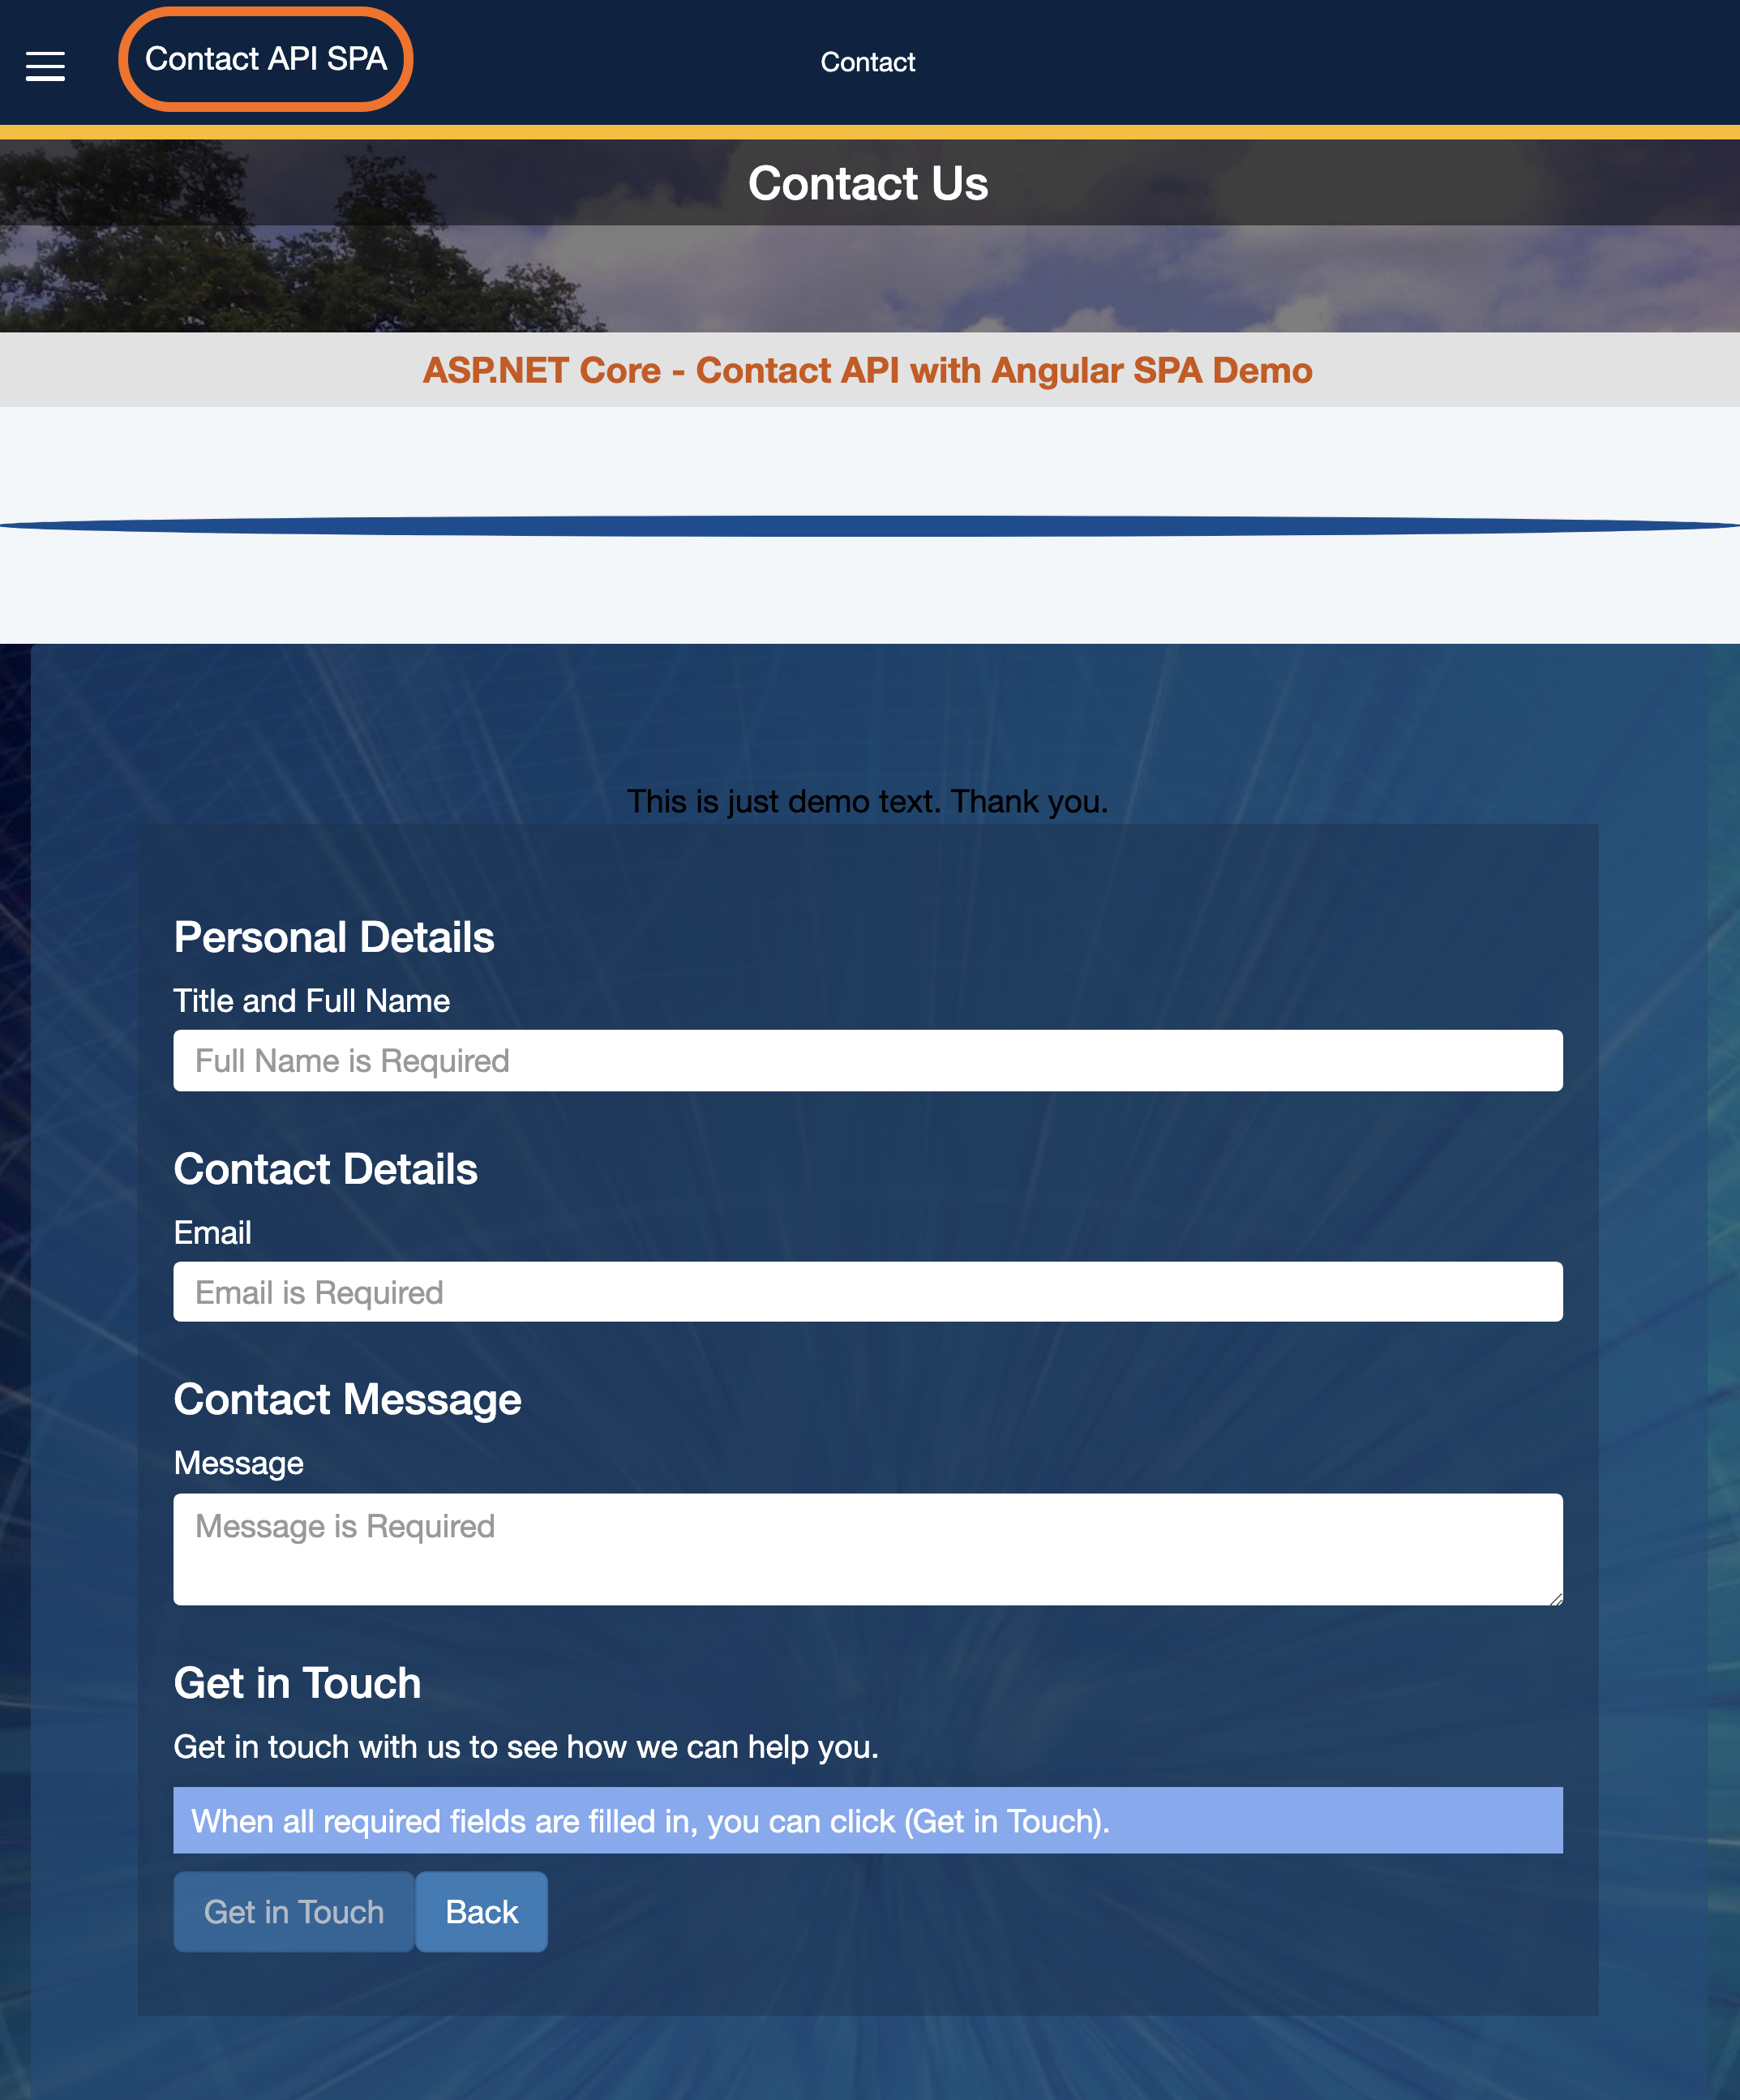 Contact API SPA
Contact
Contact Us
ASP.NET Core - Contact API with Angular SPA Demo
This is just demo text. Thank you.
Personal Details
Title and Full Name
Full Name is Required
Contact Details
Email
Email is Required
Contact Message
Message
Message is Required
Get in Touch
Get in touch with us to see how we can help you.
When all required fields are filled in, you can click (Get in Touch).
Get in Touch
Back